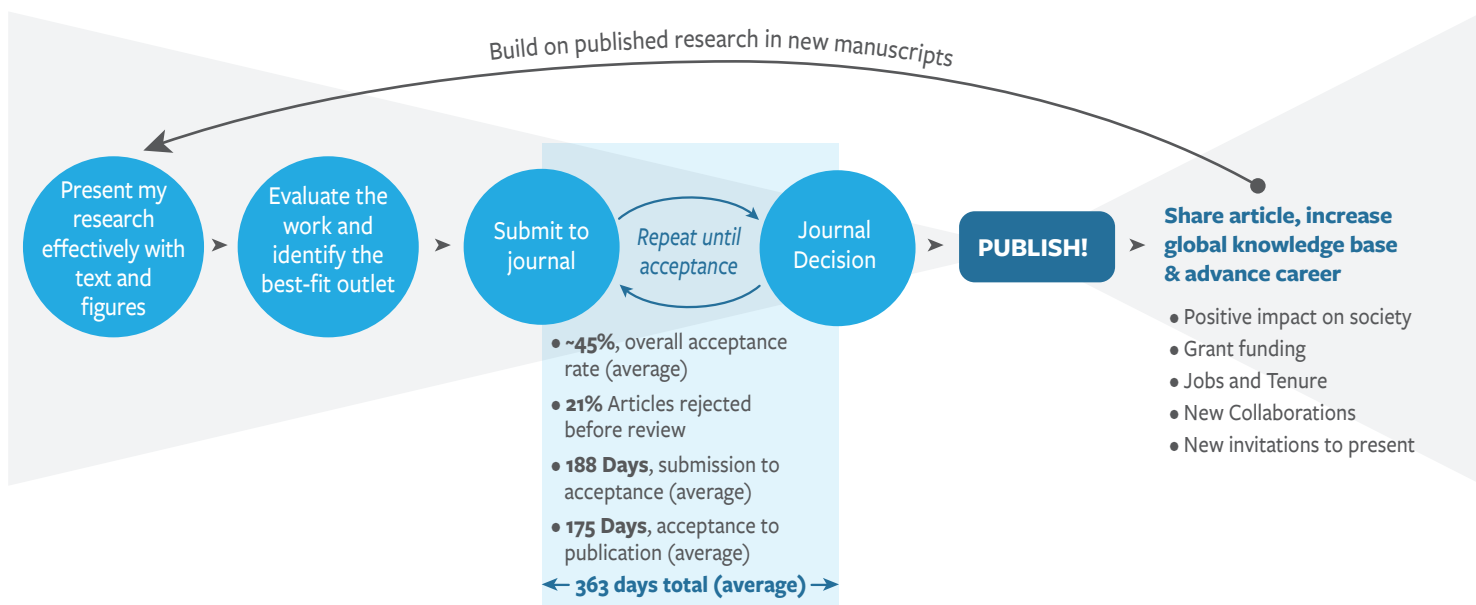 Build on published research in new manuscripts
Present my
research
effectively with
text and
figures
Evaluate the
work and
identify the
best-fit outlet
Submit to
journal
Repeat until
acceptance
Journal
Decision
PUBLISH!
Share article, increase
global knowledge base
& advance career
• Positive impact on society
• Grant funding
• Jobs and Tenure
• New Collaborations
• New invitations to present
• ~45%, overall acceptance
rate (average)
• 21% Articles rejected
before review
• 188 Days, submission to
acceptance (average)
• 175 Days, acceptance to
publication (average)
363 days total (average)